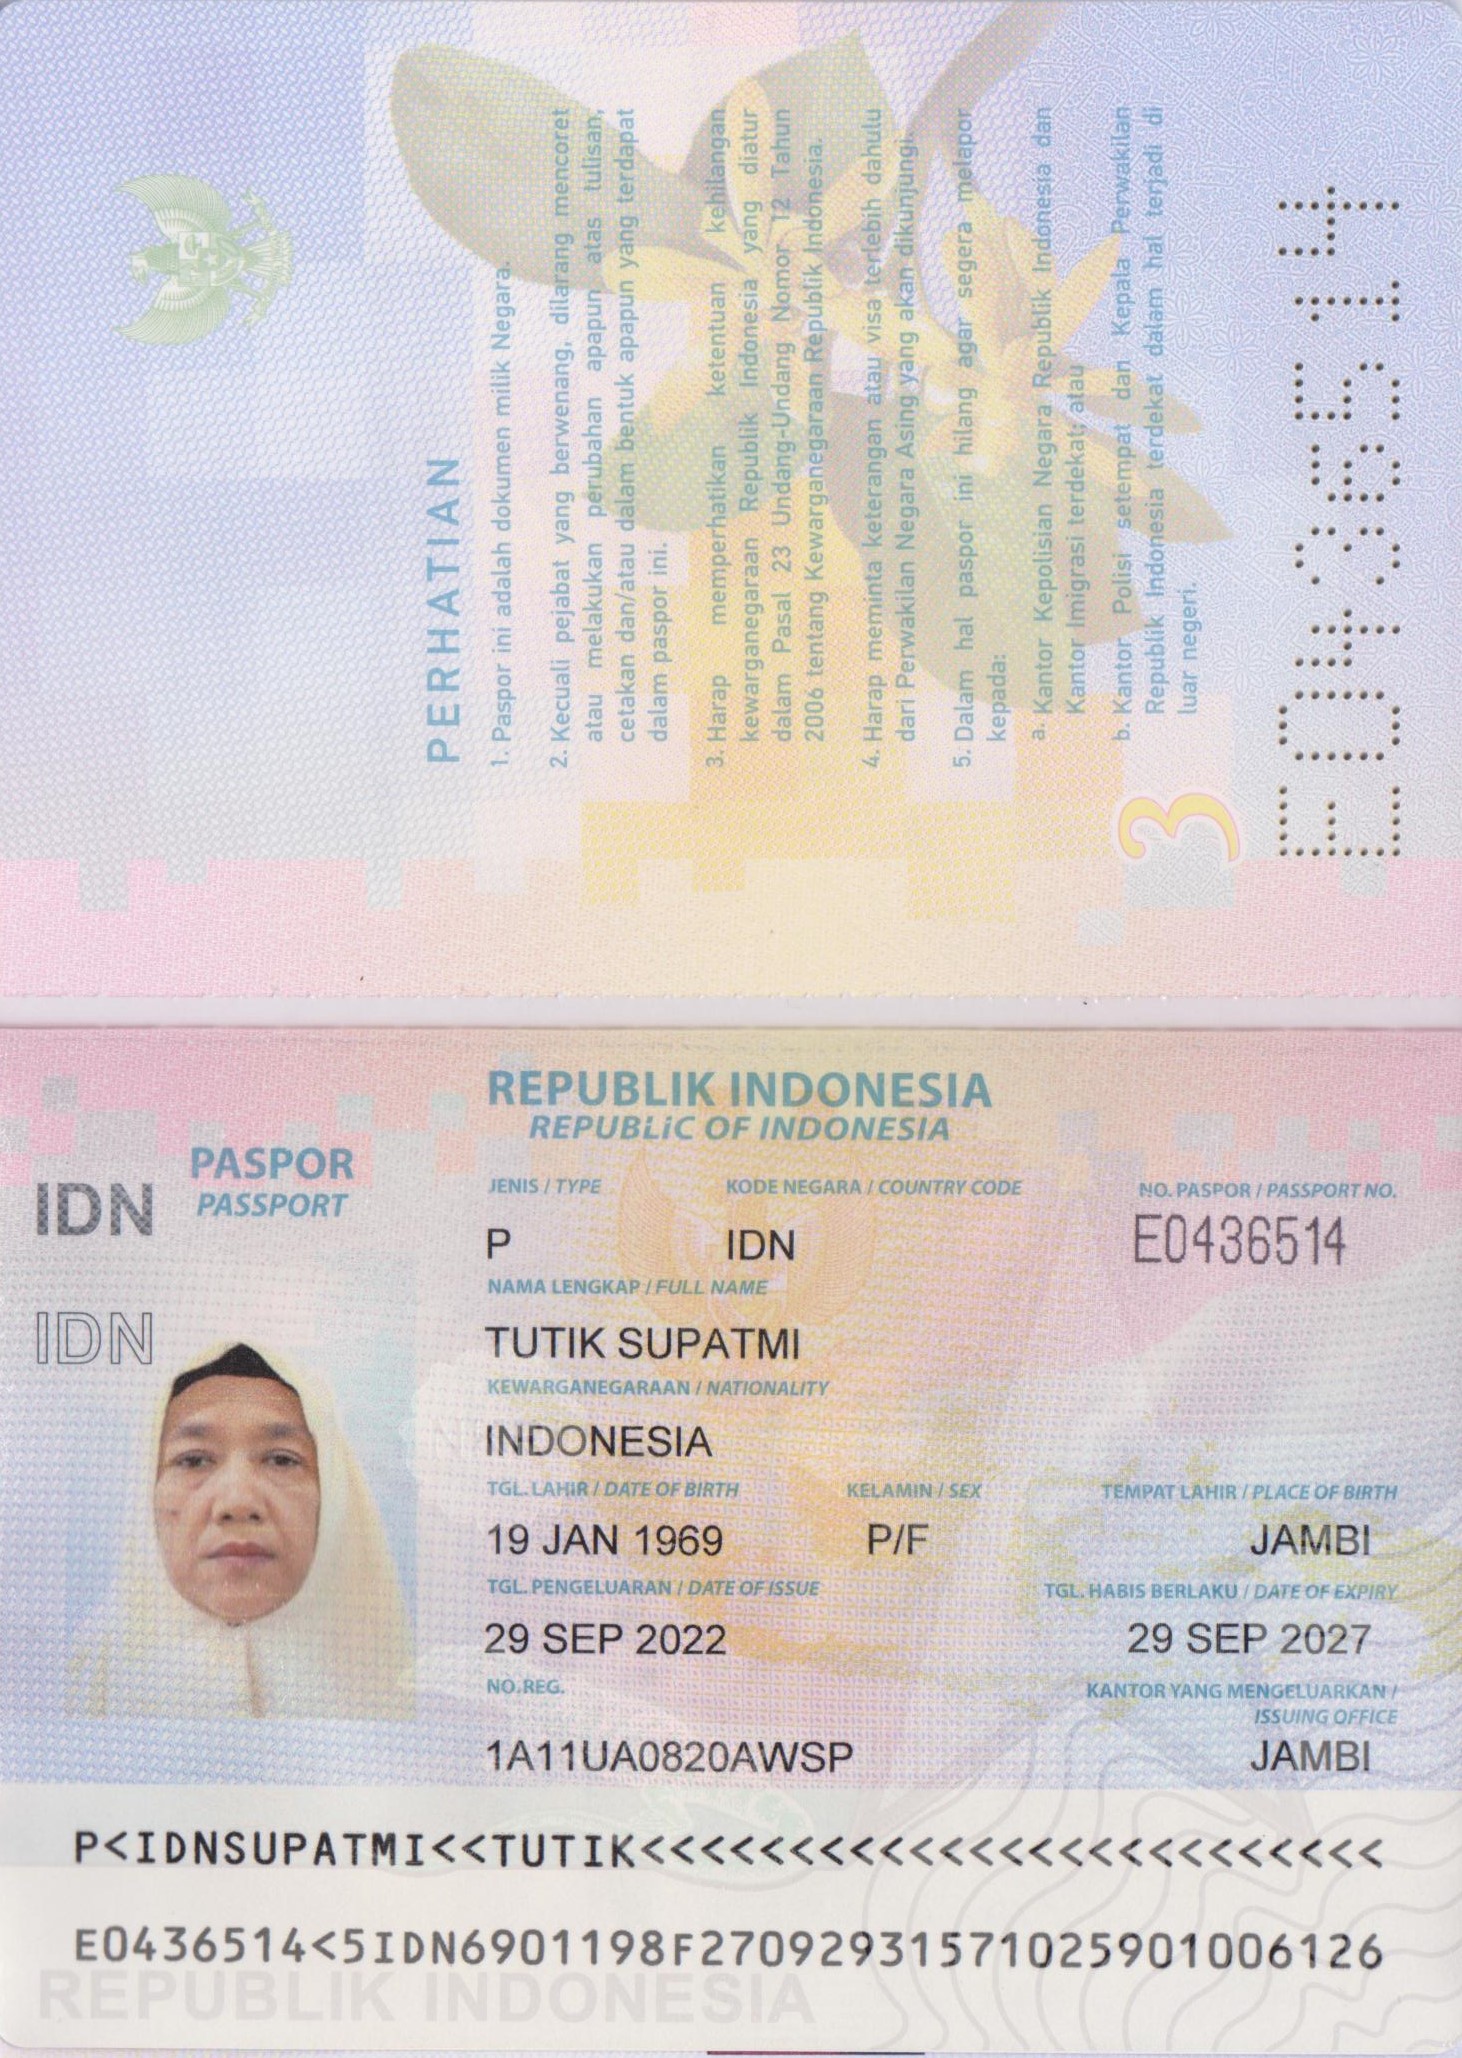 PERHATIAN
1. Paspor ini adalah dokumen milik Negara.
2. Kecuali pejabat yang berwenang, dilarang mencoret
atau melakukan perubahan apapun atas tulisan,
cetakan dan/atau dalam bentuk apapun yang terdapat
dalam paspor ini.
3. Harap memperhatikan ketentuan kehilangan
kewarganegaraan Republik Indonesia yang diatur
dalam Pasal 23 Undang-Undang Nomor 12 Tahun
2006 tentang Kewarganegaraan Republik Indonesia.
4. Harap meminta keterangan atau visa terlebih dahulu
dari Perwakilan Negara Asing yang akan dikunjungi.
5. Dalam hal paspor ini hilang agar segera melapor
kepada:
a. Kantor Kepolisian Negara Republik Indonesia dan
Kantor Imigrasi terdekat; atau
b. Kantor Polisi setempat dan Kepala Perwakilan
Republik Indonesia terdekat dalam hal terjadi di
luar negeri.
3
E0436514
REPUBLIK INDONESIA
REPUBLiC OF INDONESIA
PASPOR
PASSPORT
IDN
IDN
JENIS / TYPE KODE NEGARA / COUNTRY CODE NO. PASPOR / PASSPORT NO.
P IDN E0436514
NAMA LENGKAP / FULL NAME
TUTIK SUPATMI
KEWARGANEGARAAN / NATIONALITY
INDONESIA
TGL. LAHIR / DATE OF BIRTH KELAMIN / SEX TEMPAT LAHIR / PLACE OF BIRTH
19 JAN 1969 P/F JAMBI
TGL. PENGELUARAN / DATE OF ISSUE TGL. HABIS BERLAKU / DATE OF EXPIRY
29 SEP 2022 29 SEP 2027
NO.REG. KANTOR YANG MENGELUARKAN /
ISSUING OFFICE
1A11UA0820AWSP JAMBI
P<IDNSUPATMI<<TUTIK<<<<<<<<<<<<<<<<<<<<<<<<<
E0436514<5IDN6901198F27092931571025901006126
REPUBLIK INDONESIA